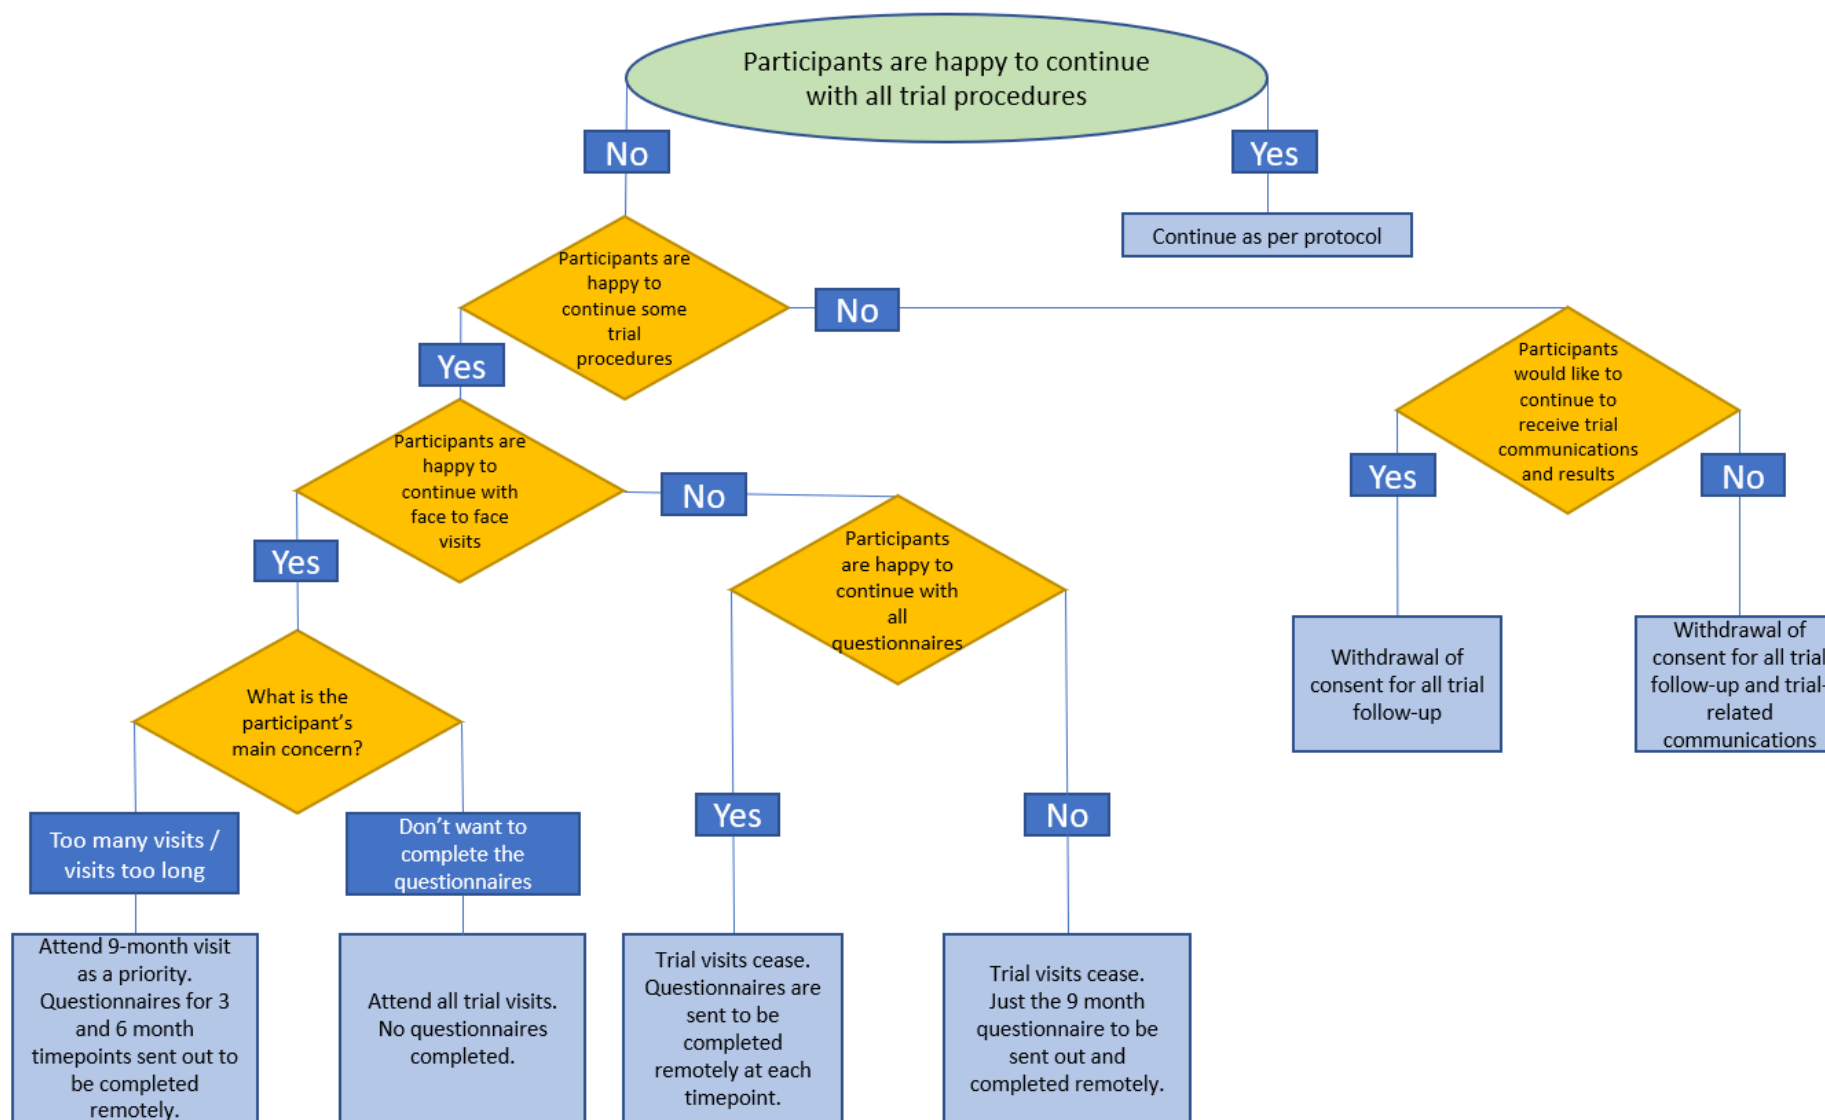 Participants are happy to continue
with all trial procedures
No
Yes
Continue as per protocol
Participants are
happy to
continue some
trial
procedures
No
Yes
Participants
would like to
continue to
receive trial
communications
and results
Yes
No
Participants are
happy to
continue with
face to face
visits
No
Yes
Participants
are happy to
continue with
all
questionnaires
Withdrawal of
consent for all trial
follow-up
Withdrawal of
consent for all trial
follow-up and trial-
related
communications
What is the
participant's
main concern?
Yes
No
Too many visits /
visits too long
Don't want to
complete the
questionnaires
Attend 9-month visit
as a priority.
Questionnaires for 3
and 6 month
timepoints sent out to
be completed
remotely.
Attend all trial visits.
No questionnaires
completed.
Trial visits cease.
Questionnaires are
sent to be
completed
remotely at each
timepoint.
Trial visits cease.
Just the 9 month
questionnaire to be
sent out and
completed remotely.